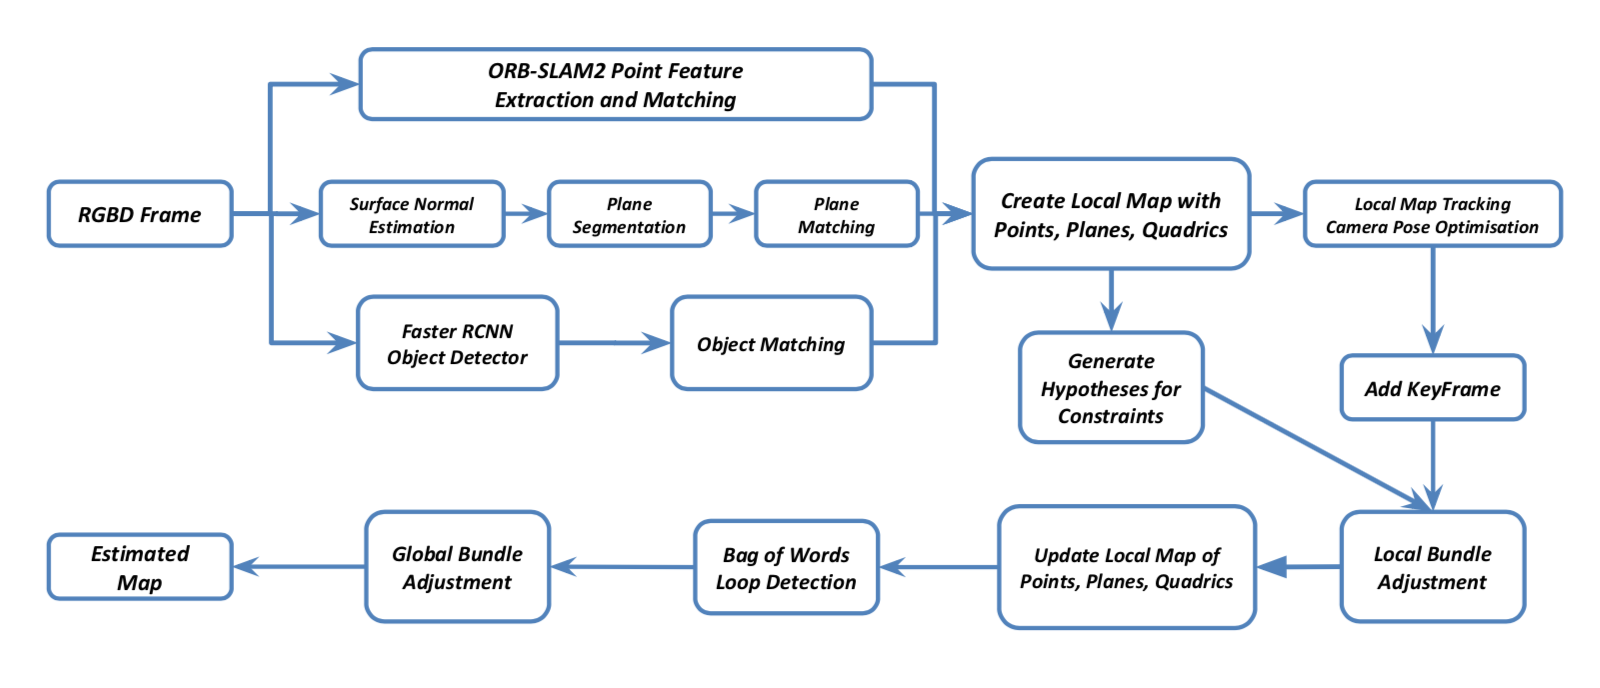 ORB-SLAM2 Point Feature
Extraction and Matching
RGBD Frame
Surface Normal
Estimation
Plane
Segmentation
Plane
Matching
Create Local Map with
Points, Planes, Quadrics
Local Map Tracking
Camera Pose Optimisation
Faster RCNN
Object Detector
Object Matching
Generate
Hypotheses for
Constraints
Add KeyFrame
Estimated
Map
Global Bundle
Adjustment
Bag of Words
Loop Detection
Update Local Map of
Points, Planes, Quadrics
Local Bundle
Adjustment